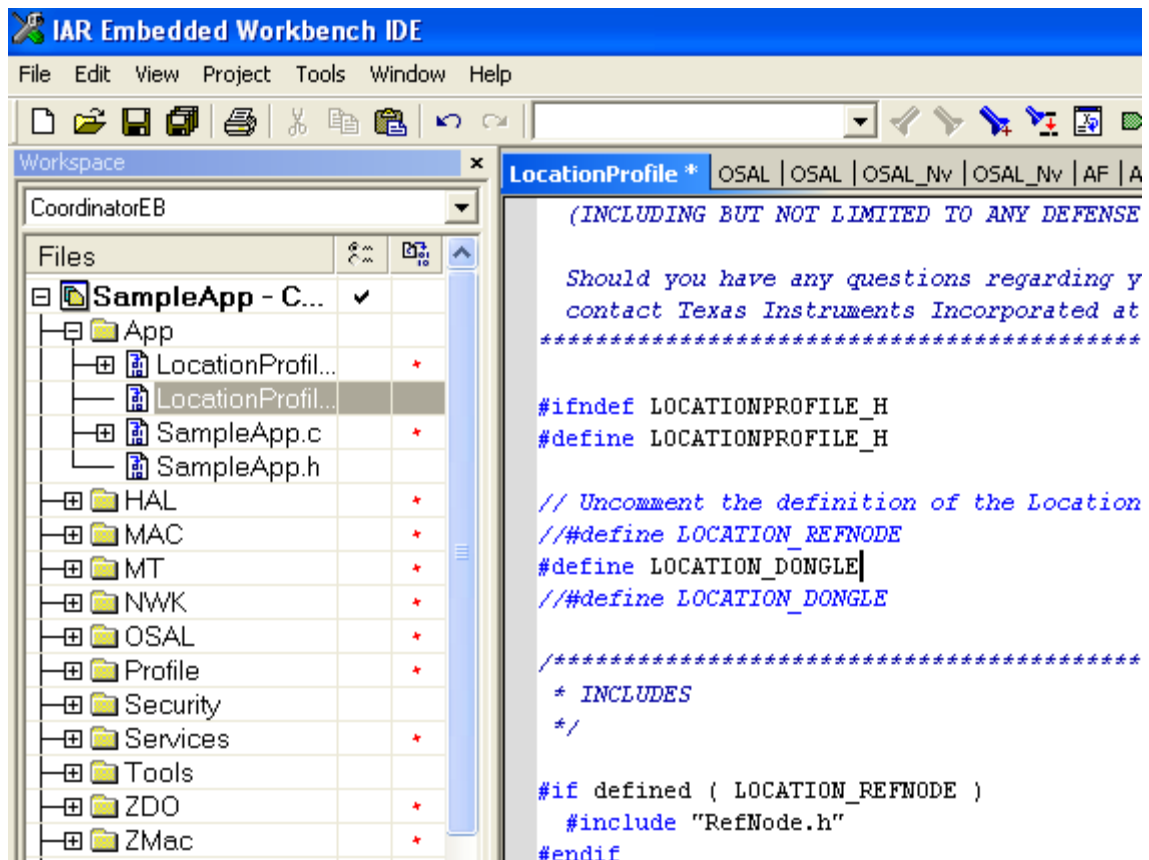 IAR Embedded Workbench IDE
File Edit View Project Tools Window Help
Workspace
CoordinatorEB
Files
SampleApp - C...
App
LocationProfil...
LocationProfil...
SampleApp.c
SampleApp.h
HAL
MAC
MT
NWK
OSAL
Profile
Security
Services
Tools
ZDO
ZMac
LocationProfile * OSAL | OSAL | OSAL_Nv | OSAL_Nv | AF | A
(INCLUDING BUT NOT LIMITED TO ANY DEFENSE
Should you have any questions regarding y
contact Texas Instruments Incorporated at
*******************************************
#ifndef LOCATIONPROFILE_H
#define LOCATIONPROFILE_H
// Uncomment the definition of the Location
//#define LOCATION_REFNODE
#define LOCATION_DONGLE
//#define LOCATION_DONGLE
/******************************************
* INCLUDES
*/
#if defined ( LOCATION_REFNODE )
#include "RefNode.h"
#endif